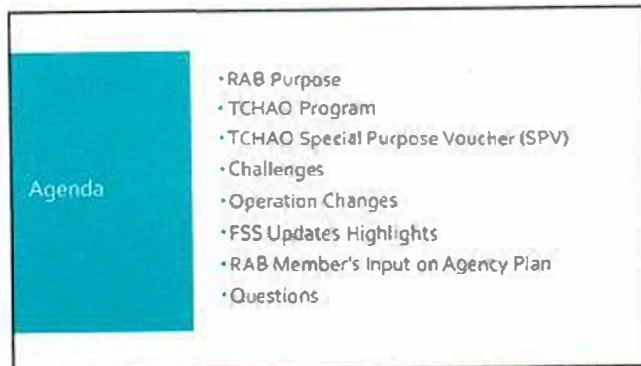 Agenda
•RAB Purpose
•TCHAO Program
•TCHAO Special Purpose Voucher (SPV)
•Challenges
•Operation Changes
•FSS Updates Highlights
•RAB Member's Input on Agency Plan
•Questions